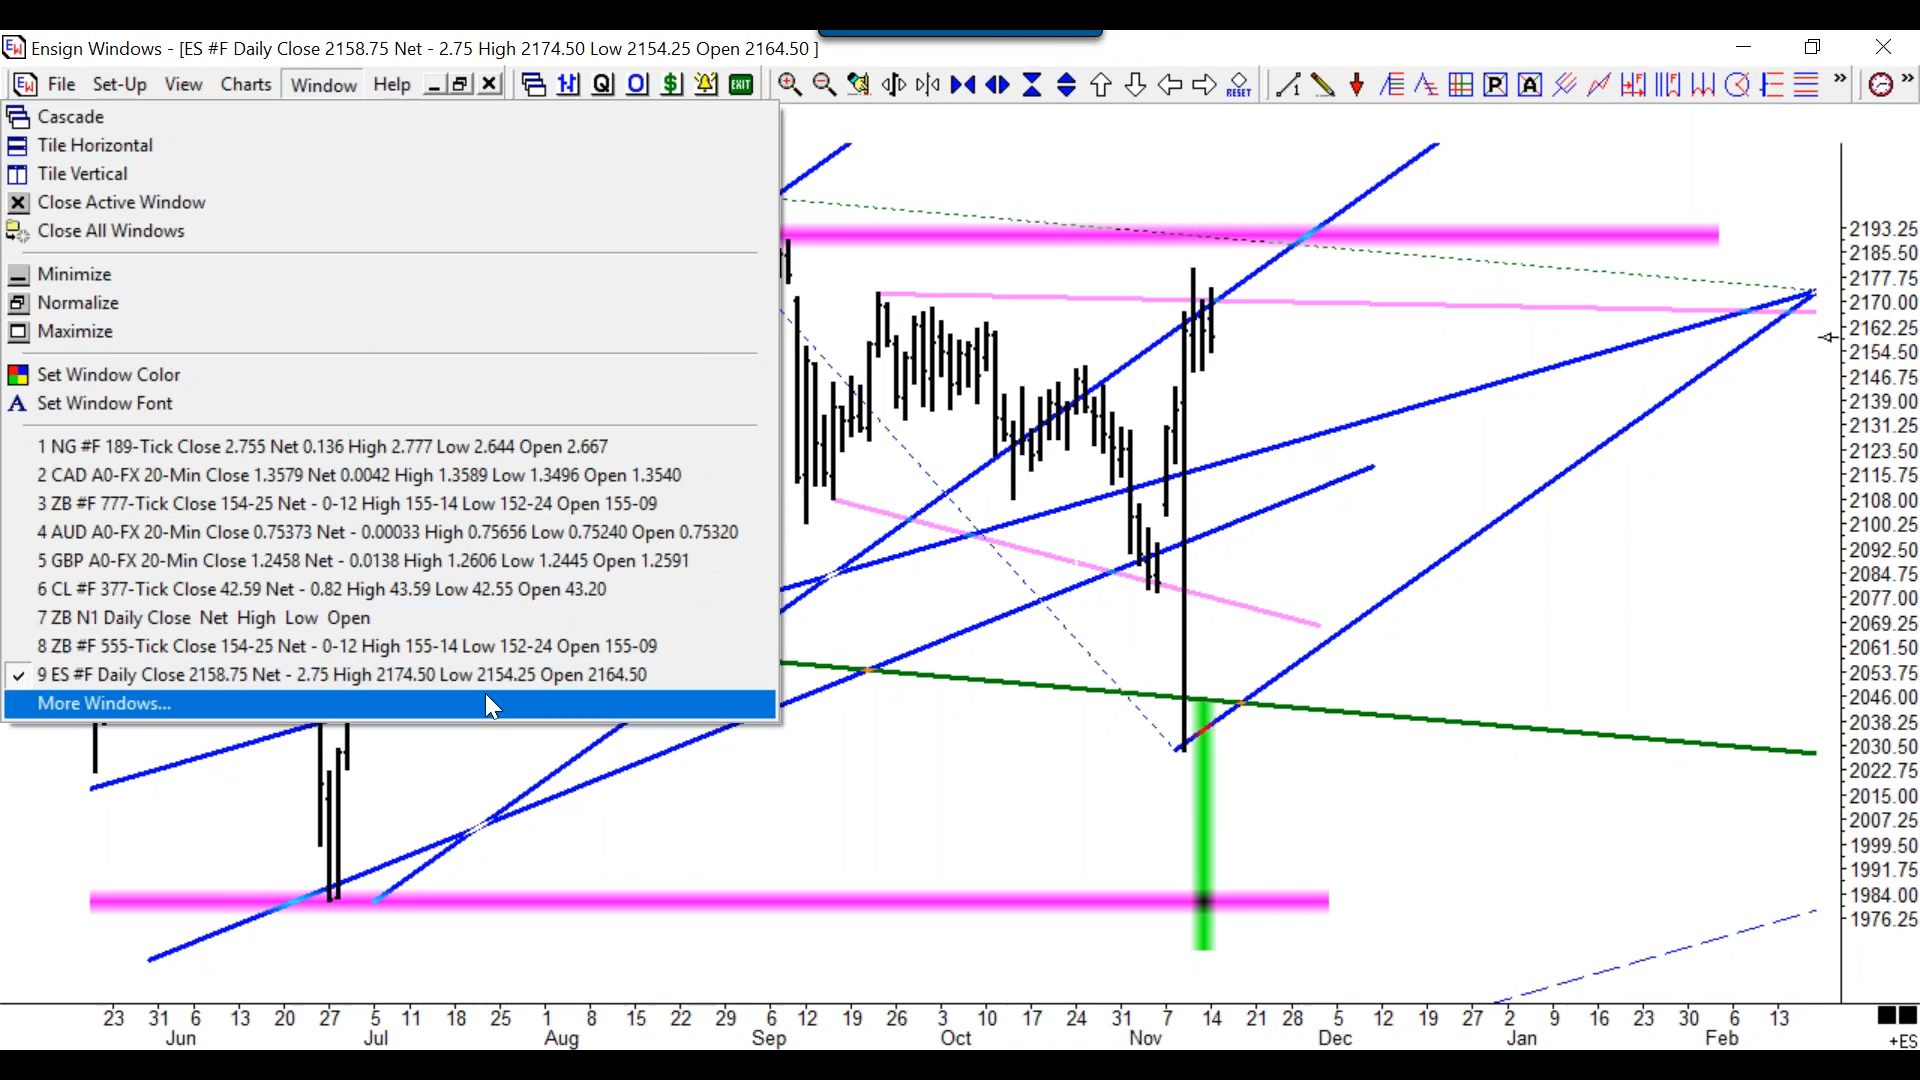 Ensign Windows - [ES #F Daily Close 2158.75 Net - 2.75 High 2174.50 Low 2154.25 Open 2164.50 ]
File Set-Up View Charts Window Help
Q O $ EXIT RESET P A
Cascade
Tile Horizontal
Tile Vertical
Close Active Window
Close All Windows
Minimize
Normalize
Maximize
Set Window Color
A Set Window Font
1 NG #F 189-Tick Close 2.755 Net 0.136 High 2.777 Low 2.644 Open 2.667
2 CAD A0-FX 20-Min Close 1.3579 Net 0.0042 High 1.3589 Low 1.3496 Open 1.3540
3 ZB #F 777-Tick Close 154-25 Net - 0-12 High 155-14 Low 152-24 Open 155-09
4 AUD A0-FX 20-Min Close 0.75373 Net - 0.00033 High 0.75656 Low 0.75240 Open 0.75320
5 GBP A0-FX 20-Min Close 1.2458 Net - 0.0138 High 1.2606 Low 1.2445 Open 1.2591
6 CL #F 377-Tick Close 42.59 Net - 0.82 High 43.59 Low 42.55 Open 43.20
7 ZB N1 Daily Close Net High Low Open
8 ZB #F 555-Tick Close 154-25 Net - 0-12 High 155-14 Low 152-24 Open 155-09
9 ES #F Daily Close 2158.75 Net - 2.75 High 2174.50 Low 2154.25 Open 2164.50
More Windows...
2193.25
2185.50
2177.75
2170.00
2162.25
2154.50
2146.75
2139.00
2131.25
2123.50
2115.75
2108.00
2100.25
2092.50
2084.75
2077.00
2069.25
2061.50
2053.75
2046.00
2038.25
2030.50
2022.75
2015.00
2007.25
1999.50
1991.75
1984.00
1976.25
23 31 6 13 20 27 5 11 18 25 1 8 15 22 29 6 12 19 26 3 10 17 24 31 7 14 21 28 5 12 19 27 2 9 16 23 30 6 13
Jun Jul Aug Sep Oct Nov Dec Jan Feb
+ES